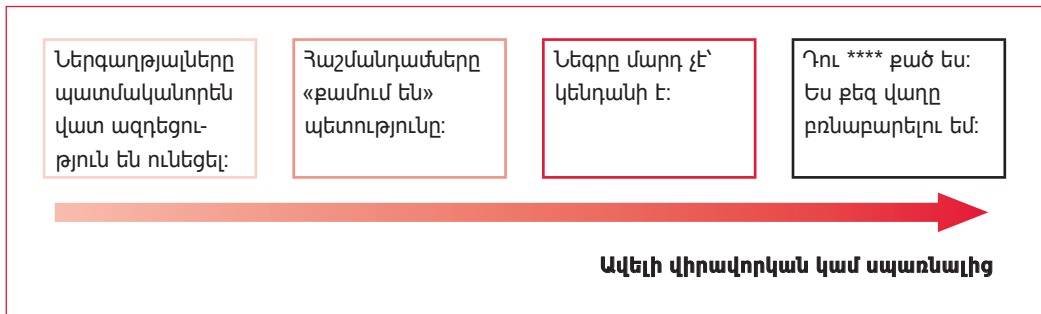 Ներգաղթյալները
պատմականորեն
վատ ազդեցու-
թյուն են ունեցել:
Հաշմանդամները
«քամում են»
պետությունը:
Նեգրը մարդ չէ՝
կենդանի է:
Դու **** քած ես:
Ես քեզ վաղը
բռնաբարելու եմ:
Ավելի վիրավորկան կամ սպառնալից